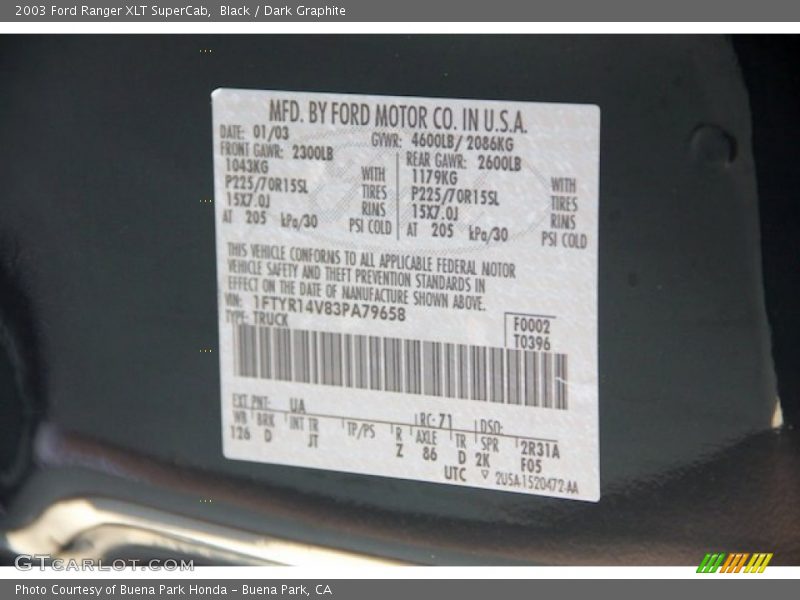 2003 Ford Ranger XLT SuperCab, Black / Dark Graphite
MFD. BY FORD MOTOR CO. IN U.S.A.
DATE: 01/03 GVWR: 4600LB/ 2086KG
FRONT GAWR: 2300LB REAR GAWR: 2600LB
1043KG WITH 1179KG WITH
P225/70R15SL TIRES P225/70R15SL TIRES
15X7.0J RINS 15X7.0J RINS
AT 205 kPa/30 PSI COLD AT 205 kPa/30 PSI COLD
THIS VEHICLE CONFORMS TO ALL APPLICABLE FEDERAL MOTOR
VEHICLE SAFETY AND THEFT PREVENTION STANDARDS IN
EFFECT ON THE DATE OF MANUFACTURE SHOWN ABOVE.
VIN: 1FTYR14V83PA79658
TYPE: TRUCK
F0002
T0396
EXT PNT: UA RC: 71 DSO:
WB BRK INT TR TP/PS R AXLE TR SPR 2R31A
126 D JT Z 86 D 2K F05
UTC ▽ 2U5A-1520472-AA
GTCARLOT.COM
Photo Courtesy of Buena Park Honda - Buena Park, CA